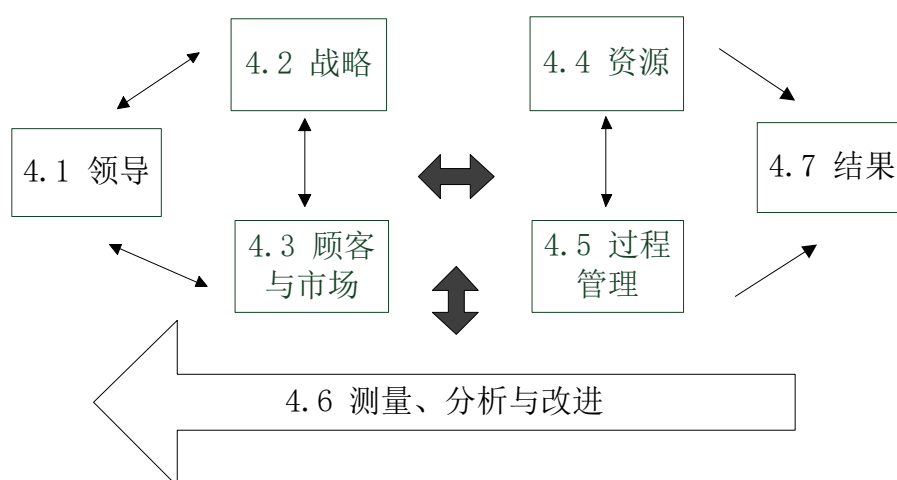 4.2 战略
4.4 资源
4.1 领导
4.7 结果
4.3 顾客
与市场
4.5 过程
管理
4.6 测量、分析与改进